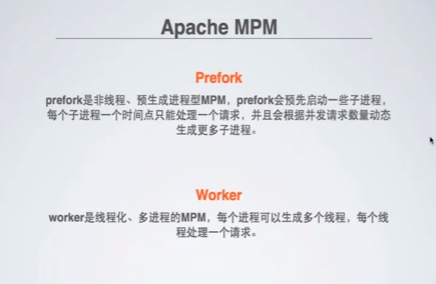 Apache MPM
Prefork
prefork是非线程、预生成进程型MPM，prefork会预先启动一些子进程，
每个子进程一个时间点只能处理一个请求，并且会根据并发请求数量动态
生成更多子进程。
Worker
worker是线程化、多进程的MPM，每个进程可以生成多个线程，每个线
程处理一个请求。